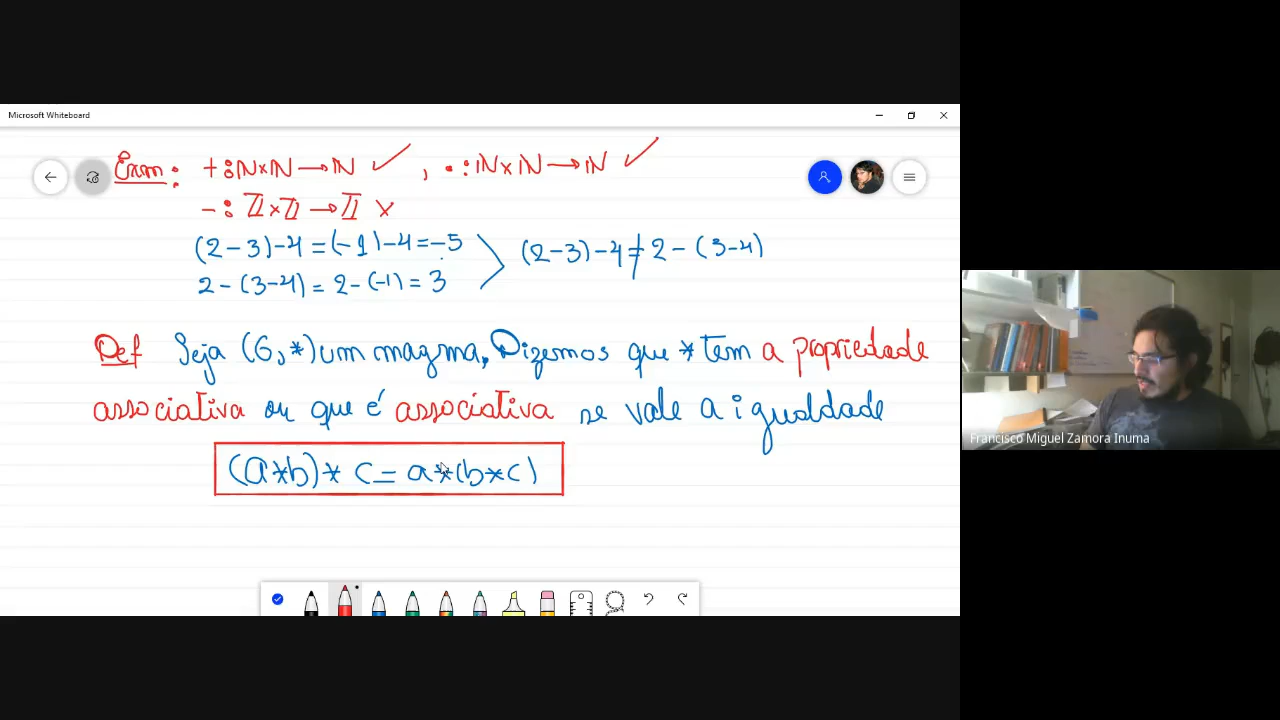 Microsoft Whiteboard
Exem: +: ℕ×ℕ → ℕ ✓, •: ℕ×ℕ → ℕ ✓
-: ℤ×ℤ → ℤ ×
(2-3)-4 = (-1)-4 = -5
2-(3-4) = 2-(-1) = 3
(2-3)-4 ≠ 2-(3-4)
Def Seja (G,*) um magma, Dizemos que * tem a propriedade
associativa ou que é associativa se vale a igualdade
(a*b)* c = a*(b*c)
Francisco Miguel Zamora Inuma